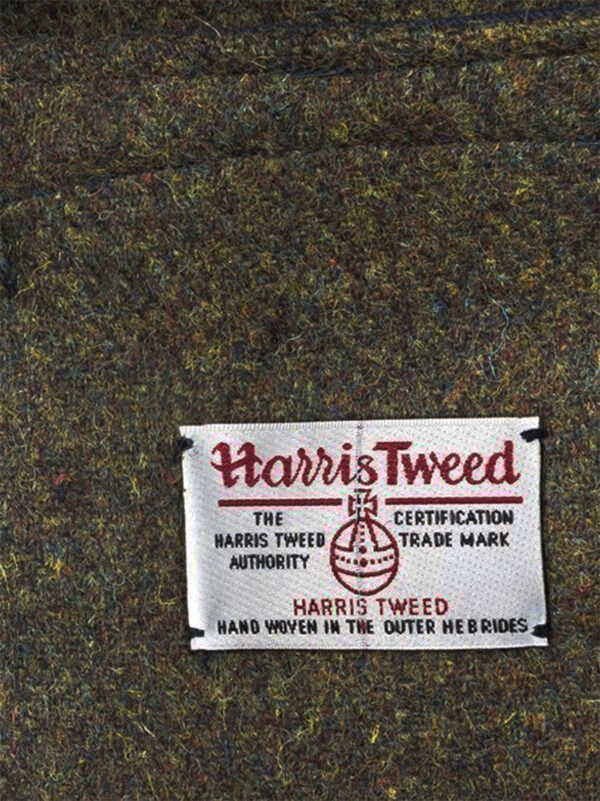 Harris Tweed
THE CERTIFICATION
HARRIS TWEED TRADE MARK
AUTHORITY
HARRIS TWEED
HAND WOVEN IN THE OUTER HEBRIDES